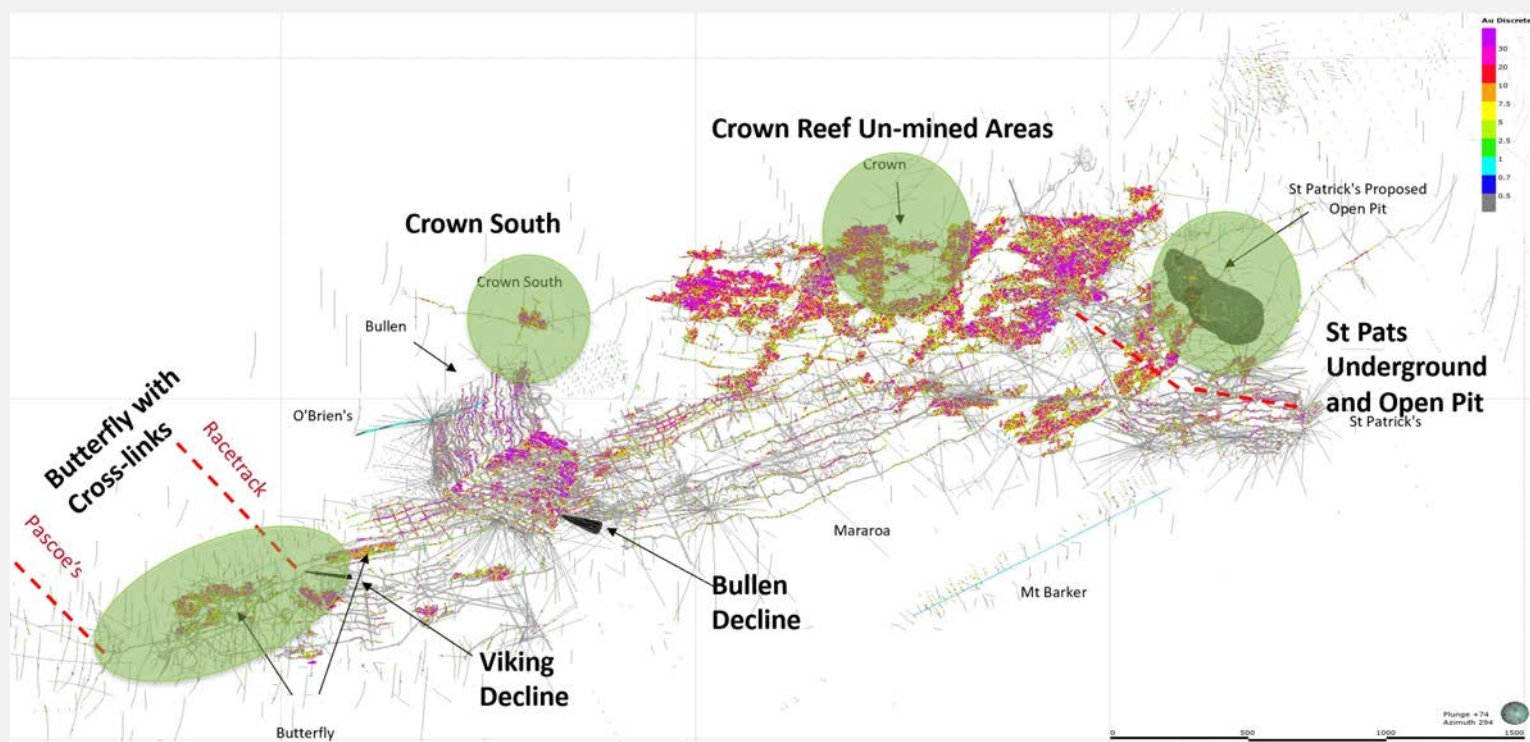 Au Discrete
30
20
10
7.5
5
2.5
1
0.7
0.5
Crown Reef Un-mined Areas
Crown
St Patrick's Proposed
Open Pit
Crown South
Crown South
Bullen
St Pats
Underground
and Open Pit
St Patrick's
O'Brien's
Butterfly with
Cross-links
Racetrack
Pascoe's
Mararoa
Mt Barker
Bullen
Decline
Viking
Decline
Butterfly
Plunge +74
Azimuth 294
0
500
1000
1500